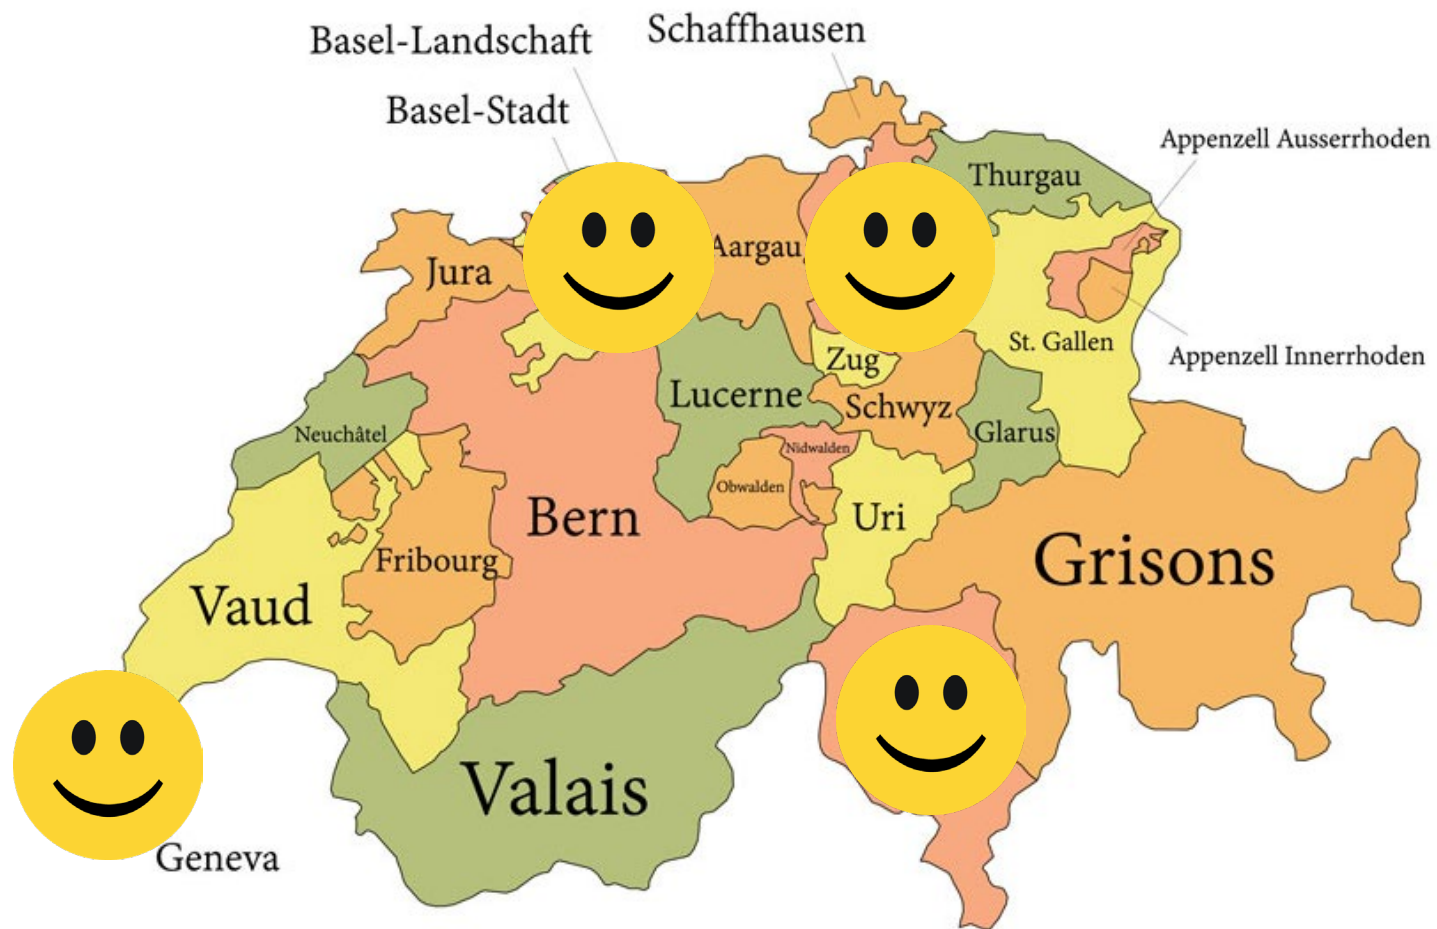 Schaffhausen
Basel-Landschaft
Basel-Stadt
Appenzell Ausserrhoden
Thurgau
Aargau
Jura
St. Gallen
Appenzell Innerrhoden
Zug
Lucerne
Schwyz
Neuchâtel
Glarus
Nidwalden
Obwalden
Bern
Uri
Fribourg
Grisons
Vaud
Valais
Geneva